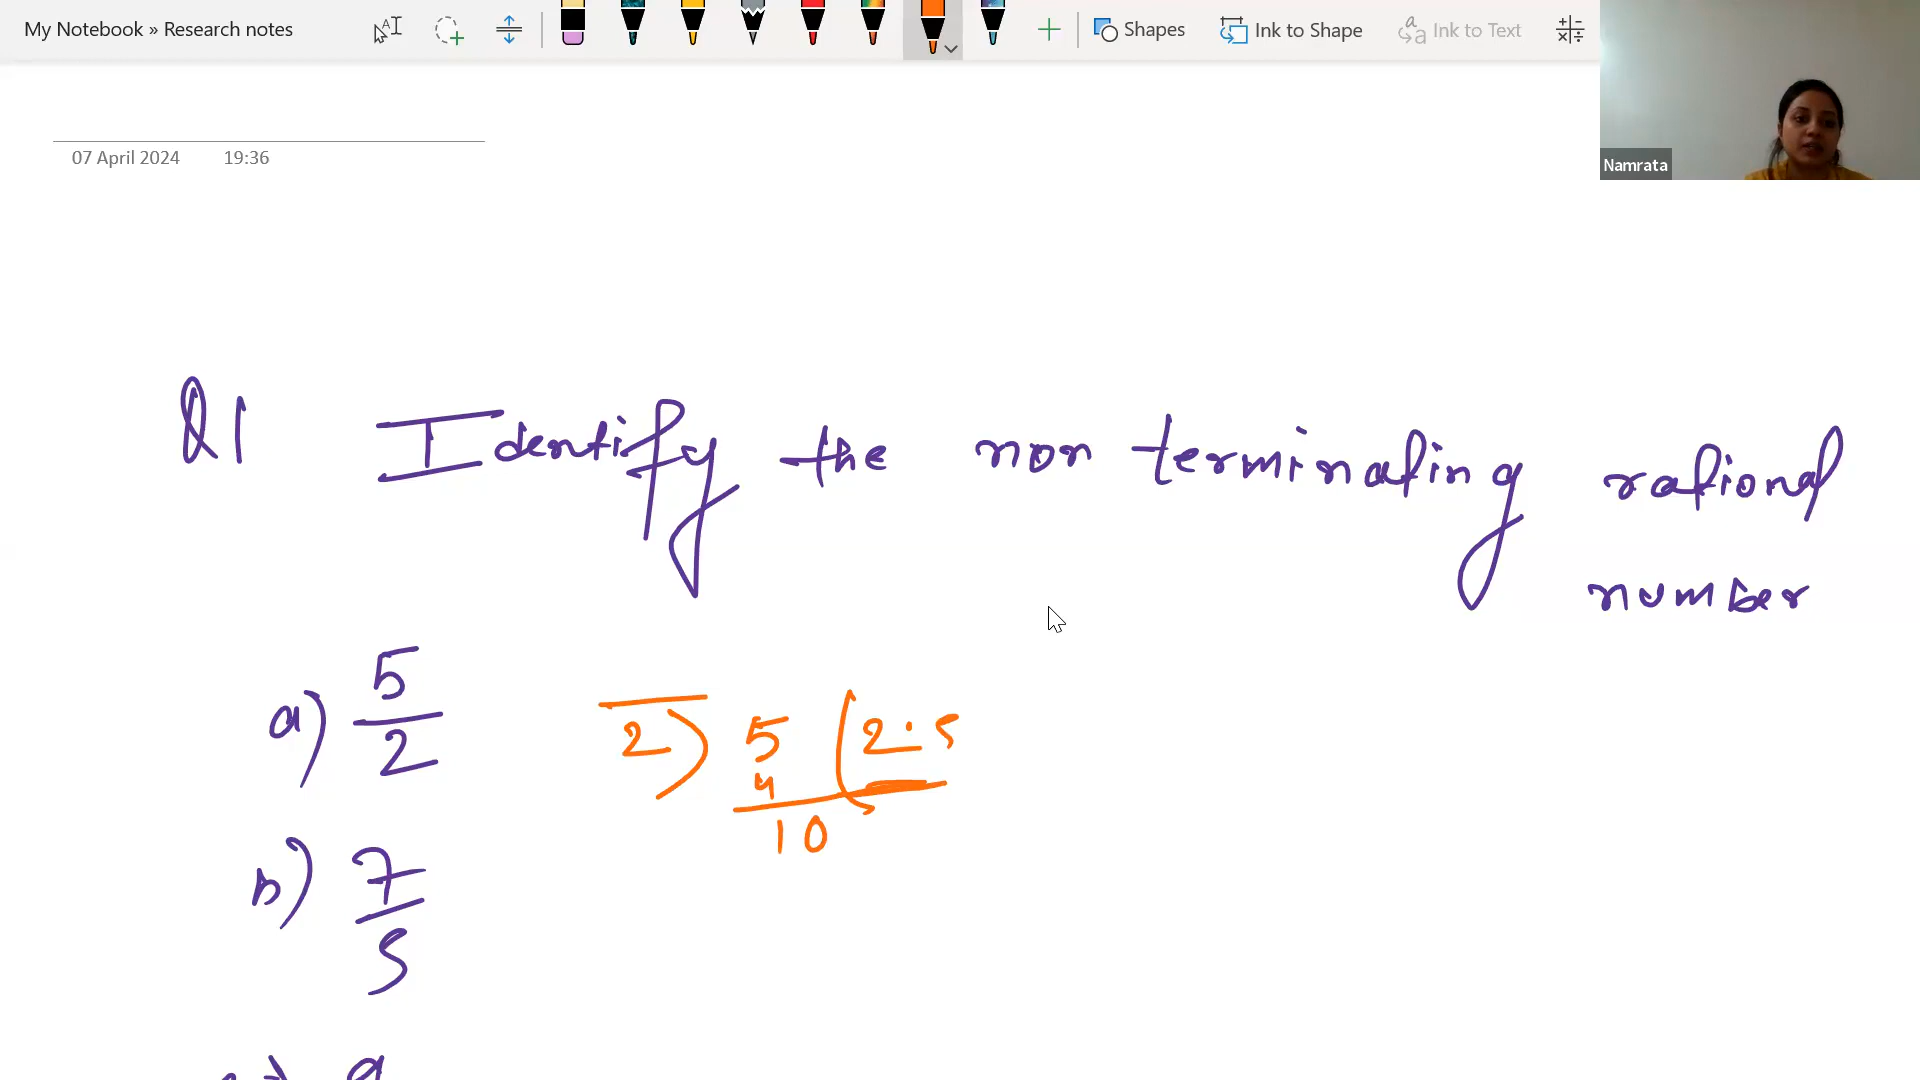 My Notebook » Research notes
Shapes
Ink to Shape
Ink to Text
Namrata
07 April 2024 19:36
Q1 Identify the non terminating rational
number
a) 5/2
2) 5 (2.5
4
10
b) 7/5